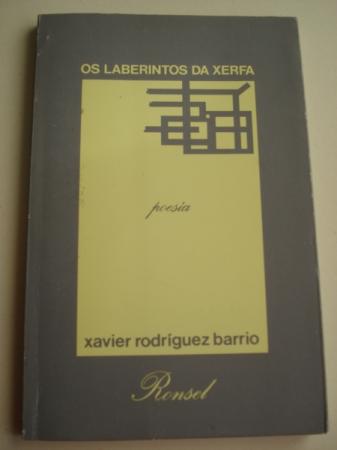 OS LABERINTOS DA XERFA
poesía
xavier rodríguez barrio
Ronsel